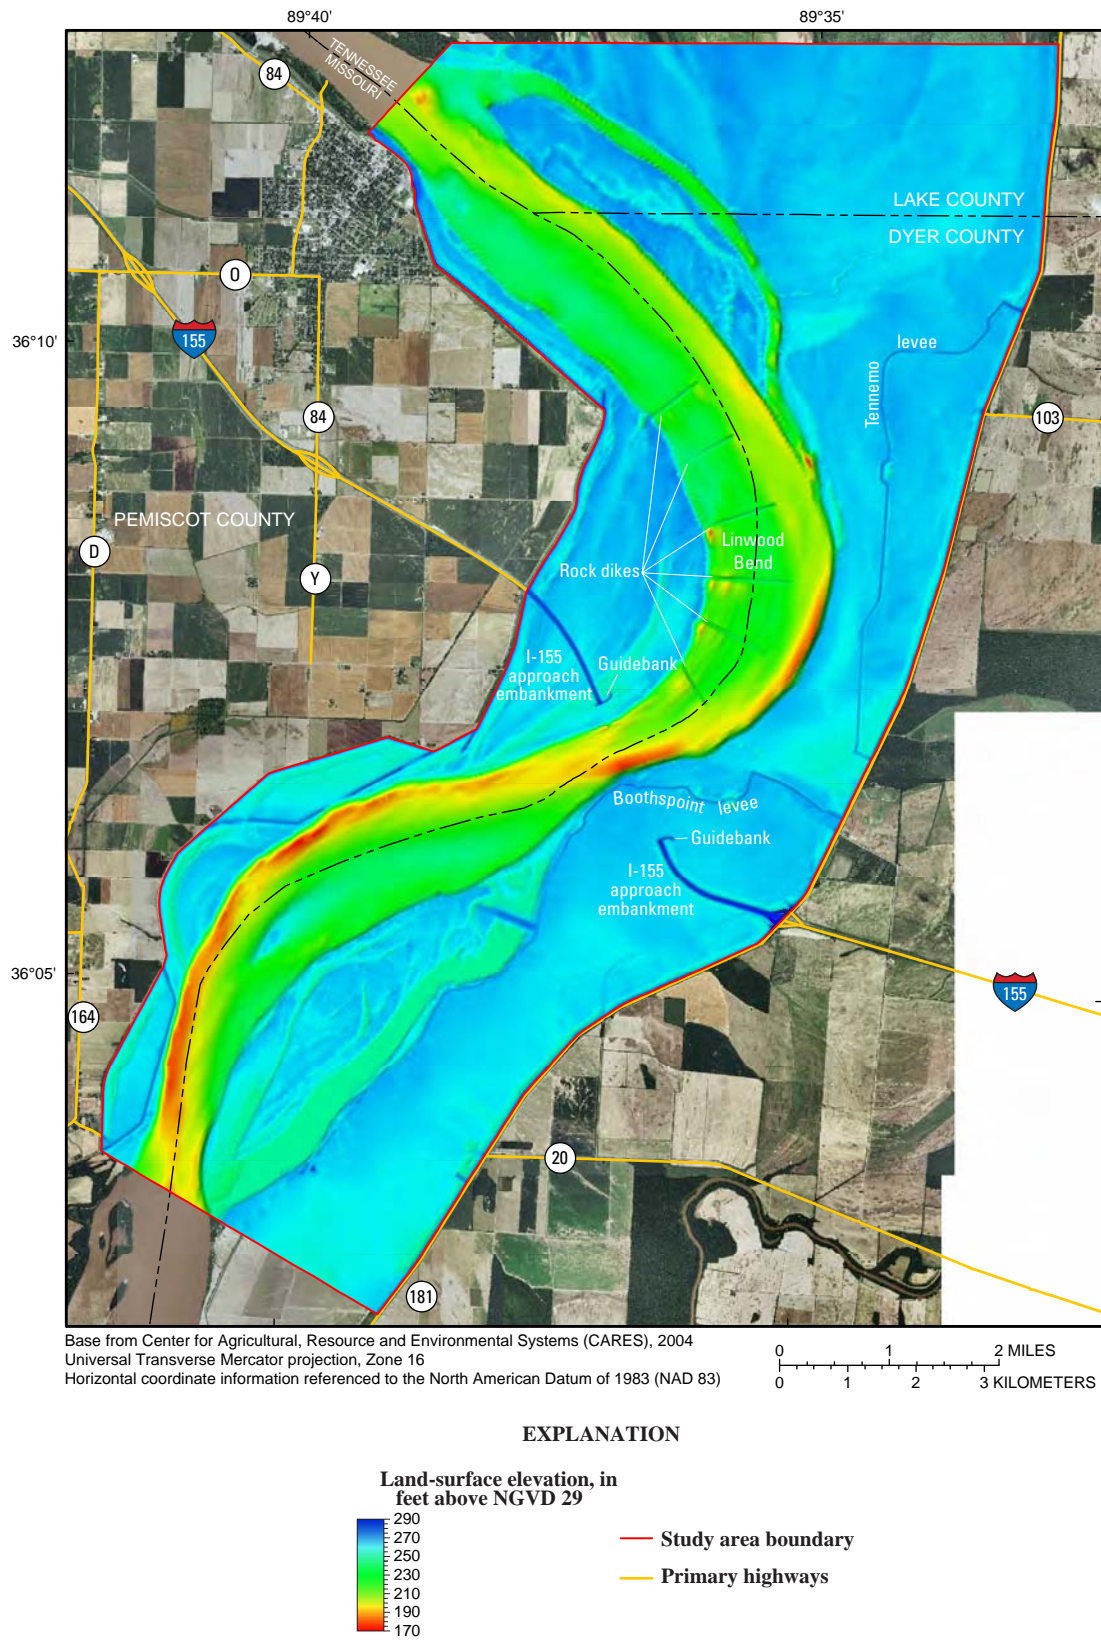 89°40'
89°35'
TENNESSEE
MISSOURI
84
LAKE COUNTY
DYER COUNTY
O
155
36°10'
levee
Tennemo
84
103
PEMISCOT COUNTY
D
Linwood
Bend
Rock dikes
Y
I-155
approach
embankment
Guidebank
Boothspoint levee
Guidebank
I-155
approach
embankment
36°05'
155
164
20
181
Base from Center for Agricultural, Resource and Environmental Systems (CARES), 2004
Universal Transverse Mercator projection, Zone 16
Horizontal coordinate information referenced to the North American Datum of 1983 (NAD 83)
0 1 2 MILES
0 1 2 3 KILOMETERS
EXPLANATION
Land-surface elevation, in
feet above NGVD 29
290
270
250
230
210
190
170
Study area boundary
Primary highways